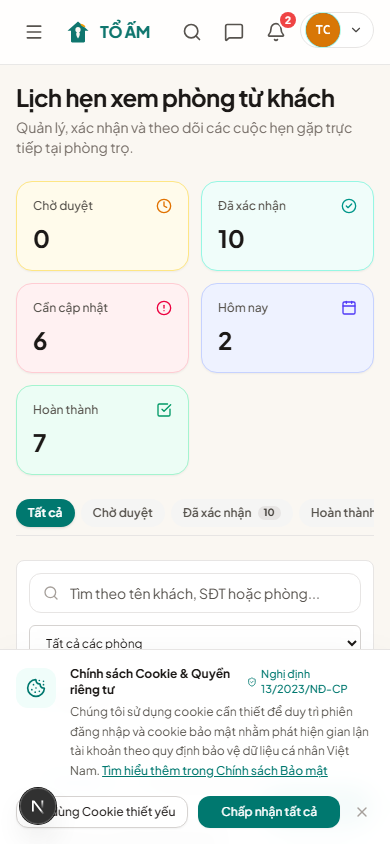 TỔ ẤM
2
TC
Lịch hẹn xem phòng từ khách
Quản lý, xác nhận và theo dõi các cuộc hẹn gặp trực
tiếp tại phòng trọ.
Chờ duyệt
0
Đã xác nhận
10
Cần cập nhật
6
Hôm nay
2
Hoàn thành
7
Tất cả
Chờ duyệt
Đã xác nhận 10
Hoàn thành
Tìm theo tên khách, SĐT hoặc phòng...
Tất cả các phòng
Chính sách Cookie & Quyền
riêng tư
Nghị định
13/2023/NĐ-CP
Chúng tôi sử dụng cookie cần thiết để duy trì phiên
đăng nhập và cookie bảo mật nhằm phát hiện gian lận
tài khoản theo quy định bảo vệ dữ liệu cá nhân Việt
Nam. Tìm hiểu thêm trong Chính sách Bảo mật
N
dùng Cookie thiết yếu
Chấp nhận tất cả